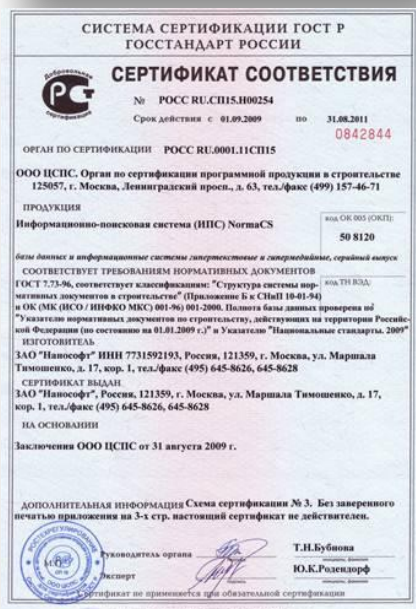 СИСТЕМА СЕРТИФИКАЦИИ ГОСТ Р
ГОССТАНДАРТ РОССИИ
Добровольная
сертификация
СЕРТИФИКАТ СООТВЕТСТВИЯ
№ РОСС RU.СП15.Н00254
Срок действия с 01.09.2009 по 31.08.2011
0842844
ОРГАН ПО СЕРТИФИКАЦИИ РОСС RU.0001.11СП15
ООО ЦСПС. Орган по сертификации программной продукции в строительстве
125057, г. Москва, Ленинградский просп., д. 63, тел./факс (499) 157-46-71
ПРОДУКЦИЯ
Информационно-поисковая система (ИПС) NormaCS
код ОК 005 (ОКП):
50 8120
базы данных и информационные системы гипертекстовые и гипермедийные, серийный выпуск
СООТВЕТСТВУЕТ ТРЕБОВАНИЯМ НОРМАТИВНЫХ ДОКУМЕНТОВ
код ТН ВЭД:
ГОСТ 7.73-96, соответствует классификациям: "Структура системы нор-
мативных документов в строительстве" (Приложение Б к СНиП 10-01-94)
и ОК (МК (ИСО / ИНФКО МКС) 001-96) 001-2000. Полнота базы данных проверена по
"Указателю нормативных документов по строительству, действующих на территории Российс-
кой Федерации (по состоянию на 01.01.2009 г.)" и Указателю "Национальные стандарты. 2009"
ИЗГОТОВИТЕЛЬ
ЗАО "Нанософт" ИНН 7731592193, Россия, 121359, г. Москва, ул. Маршала
Тимошенко, д. 17, кор. 1, тел./факс (495) 645-8626, 645-8628
СЕРТИФИКАТ ВЫДАН
ЗАО "Нанософт", Россия, 121359, г. Москва, ул. Маршала Тимошенко, д. 17,
кор. 1, тел./факс (495) 645-8626, 645-8628
НА ОСНОВАНИИ
Заключения ООО ЦСПС от 31 августа 2009 г.
ДОПОЛНИТЕЛЬНАЯ ИНФОРМАЦИЯ Схема сертификации № 3. Без заверенного
печатью приложения на 3-х стр. настоящий сертификат не действителен.
Руководитель органа
Т.Н.Бубнова
М.П.
Эксперт
Ю.К.Родендорф
Сертификат не применяется при обязательной сертификации